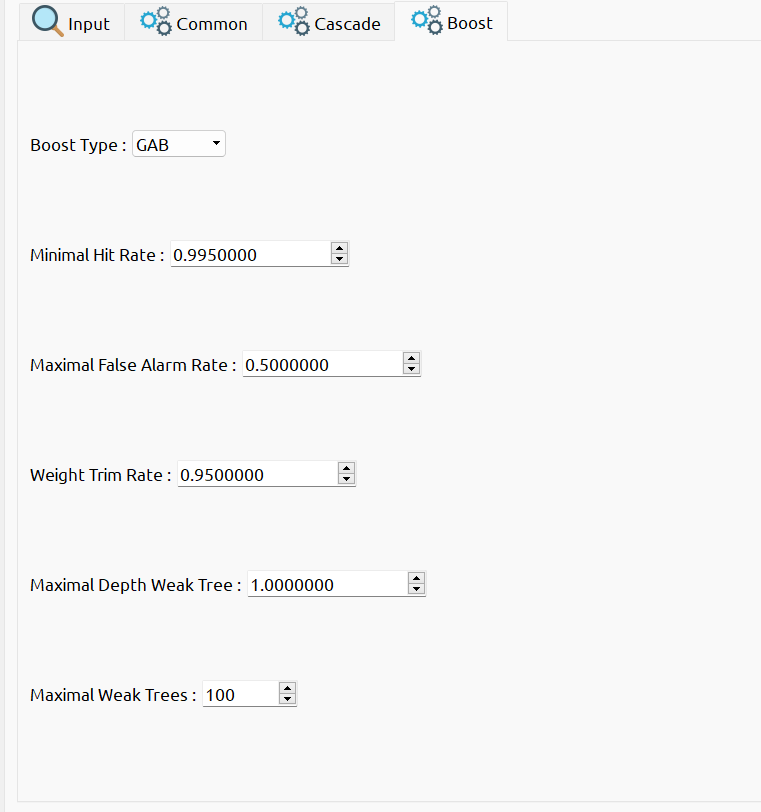 Input Common Cascade Boost
Boost Type : GAB
Minimal Hit Rate : 0.9950000
Maximal False Alarm Rate : 0.5000000
Weight Trim Rate : 0.9500000
Maximal Depth Weak Tree : 1.0000000
Maximal Weak Trees : 100